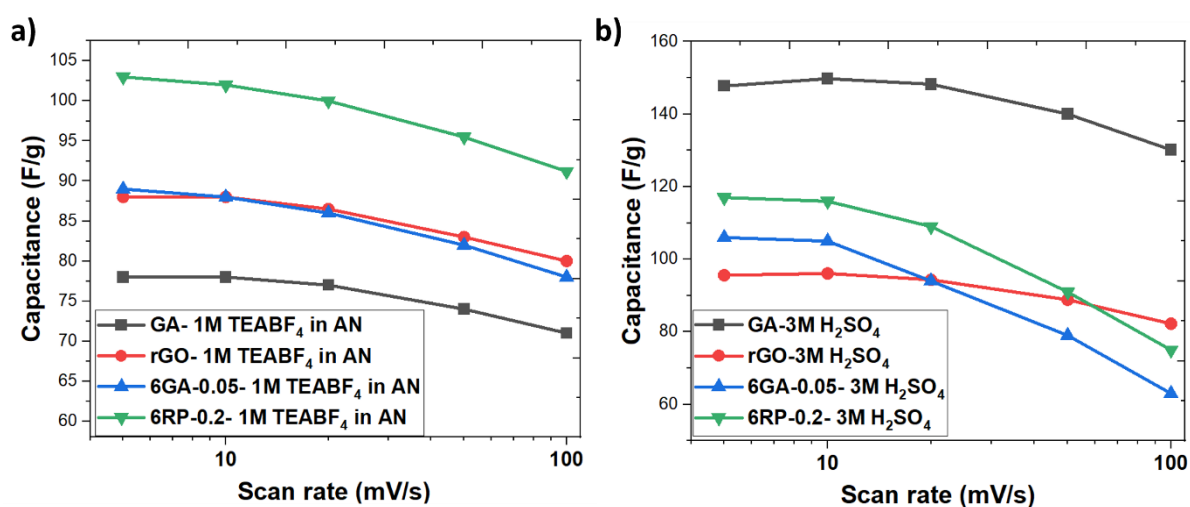 a)
Capacitance (F/g)
105
100
95
90
85
80
75
70
65
60
GA- 1M TEABF₄ in AN
rGO- 1M TEABF₄ in AN
6GA-0.05- 1M TEABF₄ in AN
6RP-0.2- 1M TEABF₄ in AN
10
100
Scan rate (mV/s)
b)
Capacitance (F/g)
160
140
120
100
80
60
GA-3M H₂SO₄
rGO-3M H₂SO₄
6GA-0.05- 3M H₂SO₄
6RP-0.2- 3M H₂SO₄
10
100
Scan rate (mV/s)